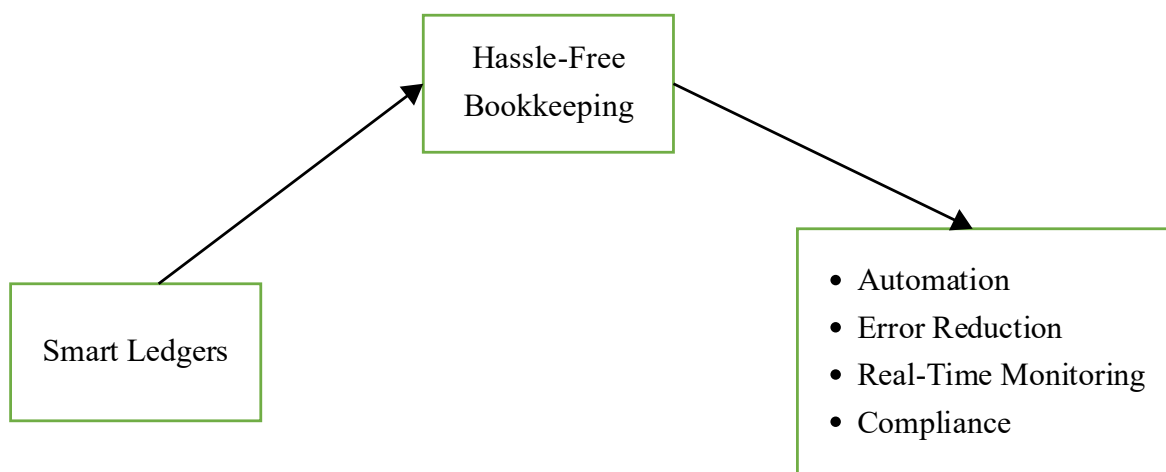 Hassle-Free
Bookkeeping
Smart Ledgers
• Automation
• Error Reduction
• Real-Time Monitoring
• Compliance